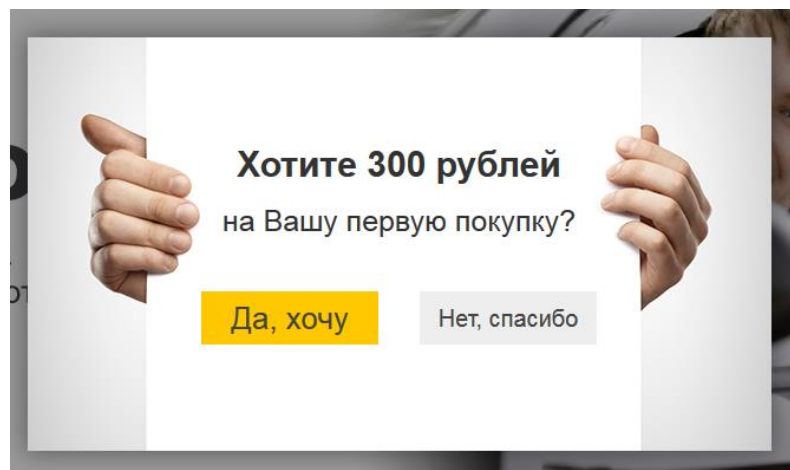 Хотите 300 рублей
на Вашу первую покупку?
Да, хочу
Нет, спасибо